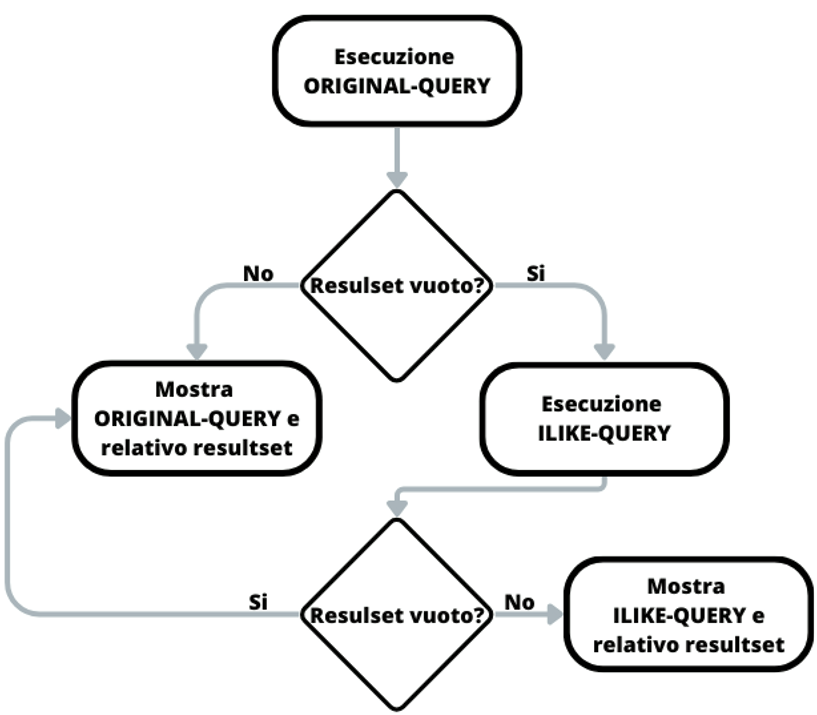 Esecuzione
ORIGINAL-QUERY
No
Resulset vuoto?
Si
Mostra
ORIGINAL-QUERY e
relativo resultset
Esecuzione
ILIKE-QUERY
Si
Resulset vuoto?
No
Mostra
ILIKE-QUERY e
relativo resultset